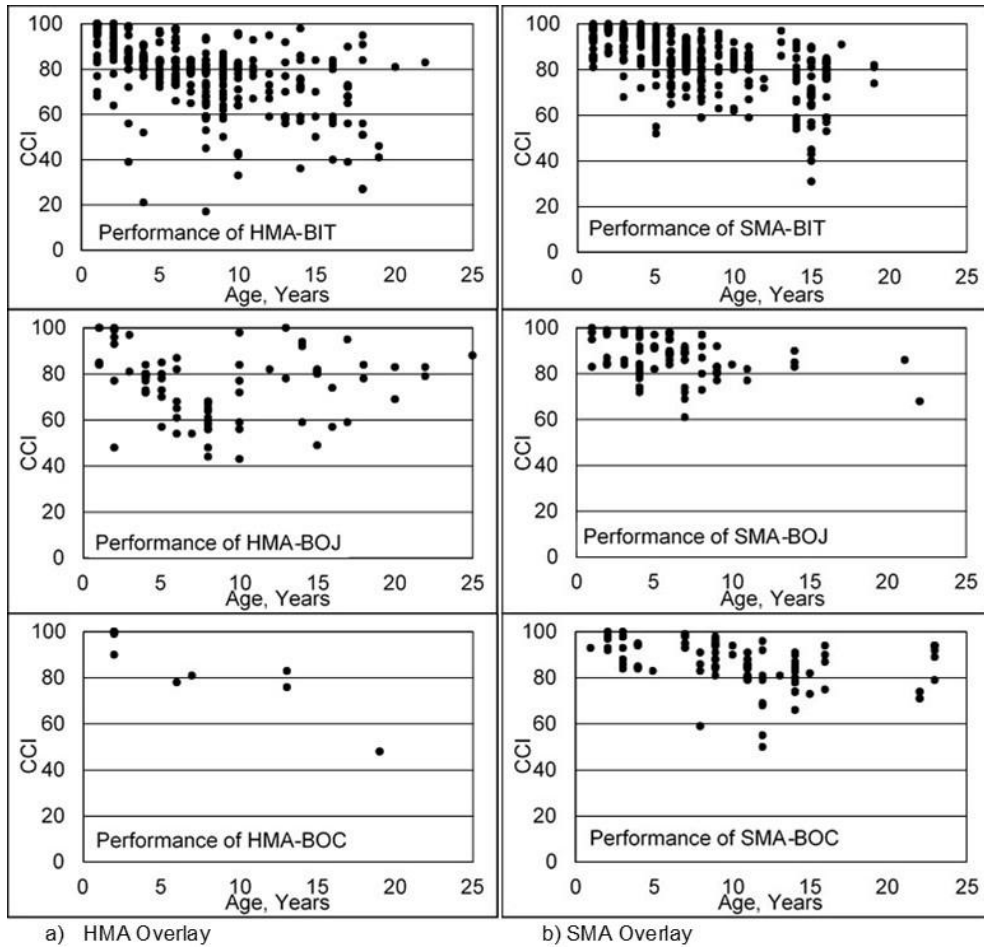 100
80
60
40
20
0
CCI
Performance of HMA-BIT
0 5 10 15 20 25
Age, Years
100
80
60
40
20
0
CCI
Performance of SMA-BIT
0 5 10 15 20 25
Age, Years
100
80
60
40
20
0
CCI
Performance of HMA-BOJ
0 5 10 15 20 25
Age, Years
100
80
60
40
20
0
CCI
Performance of SMA-BOJ
0 5 10 15 20 25
Age, Years
100
80
60
40
20
0
CCI
Performance of HMA-BOC
0 5 10 15 20 25
Age, Years
100
80
60
40
20
0
CCI
Performance of SMA-BOC
0 5 10 15 20 25
Age, Years
a) HMA Overlay
b) SMA Overlay